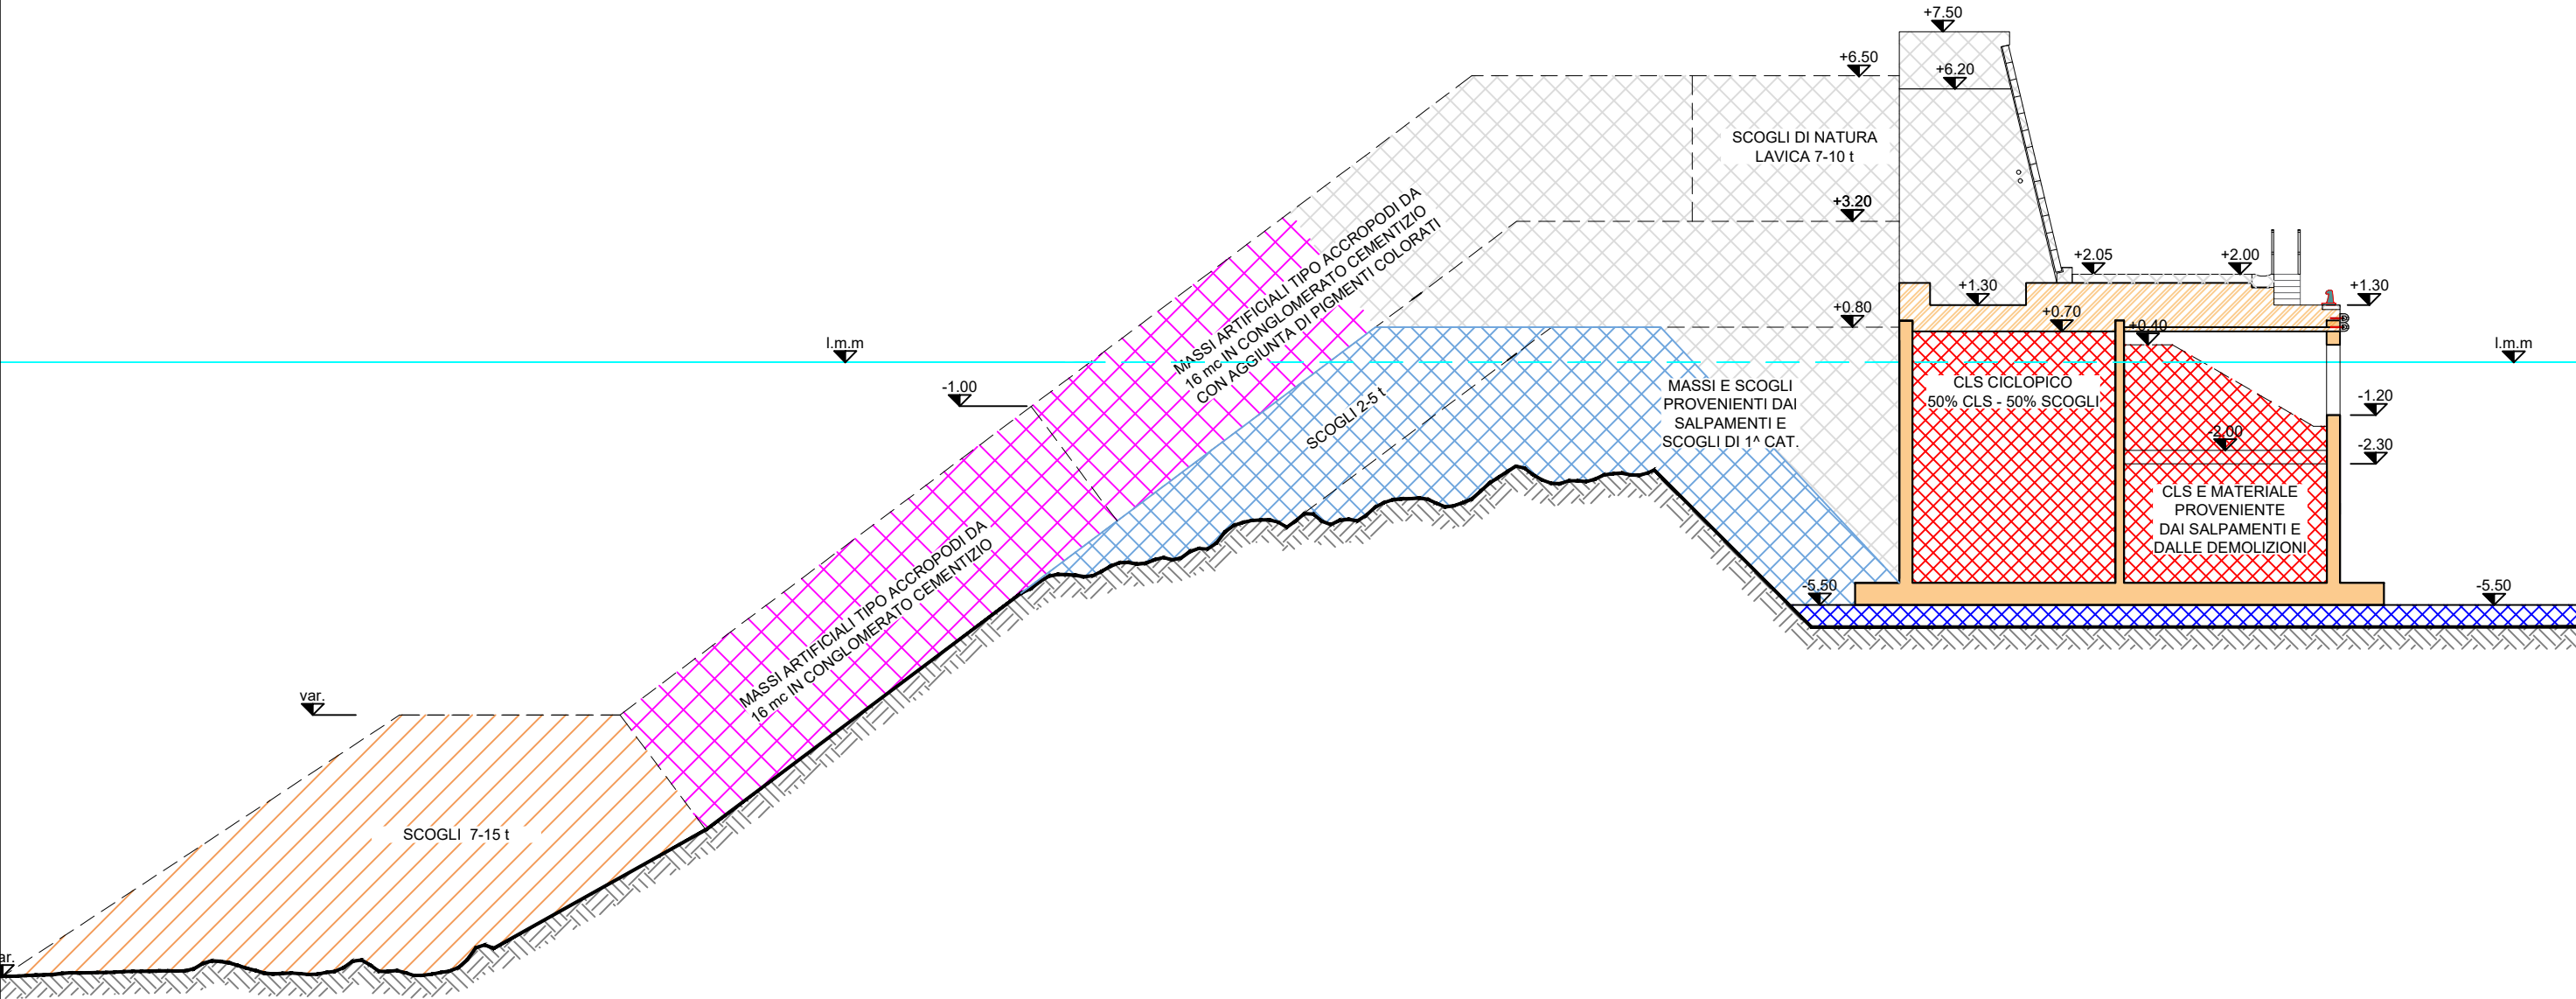 +7.50
+6.50
+6.20
SCOGLI DI NATURA
LAVICA 7-10 t
+3.20
MASSI ARTIFICIALI TIPO ACCROPODI DA
16 mc IN CONGLOMERATO CEMENTIZIO
CON AGGIUNTA DI PIGMENTI COLORATI
+2.05
+2.00
+1.30
+1.30
+0.80
+0.70
+0.40
l.m.m
l.m.m
-1.00
SCOGLI 2-5 t
MASSI E SCOGLI
PROVENIENTI DAI
SALPAMENTI E
SCOGLI DI 1^ CAT.
CLS CICLOPICO
50% CLS - 50% SCOGLI
-1.20
-2.00
-2.30
CLS E MATERIALE
PROVENIENTE
DAI SALPAMENTI E
DALLE DEMOLIZIONI
MASSI ARTIFICIALI TIPO ACCROPODI DA
16 mc IN CONGLOMERATO CEMENTIZIO
-5.50
-5.50
var.
SCOGLI 7-15 t
ar.